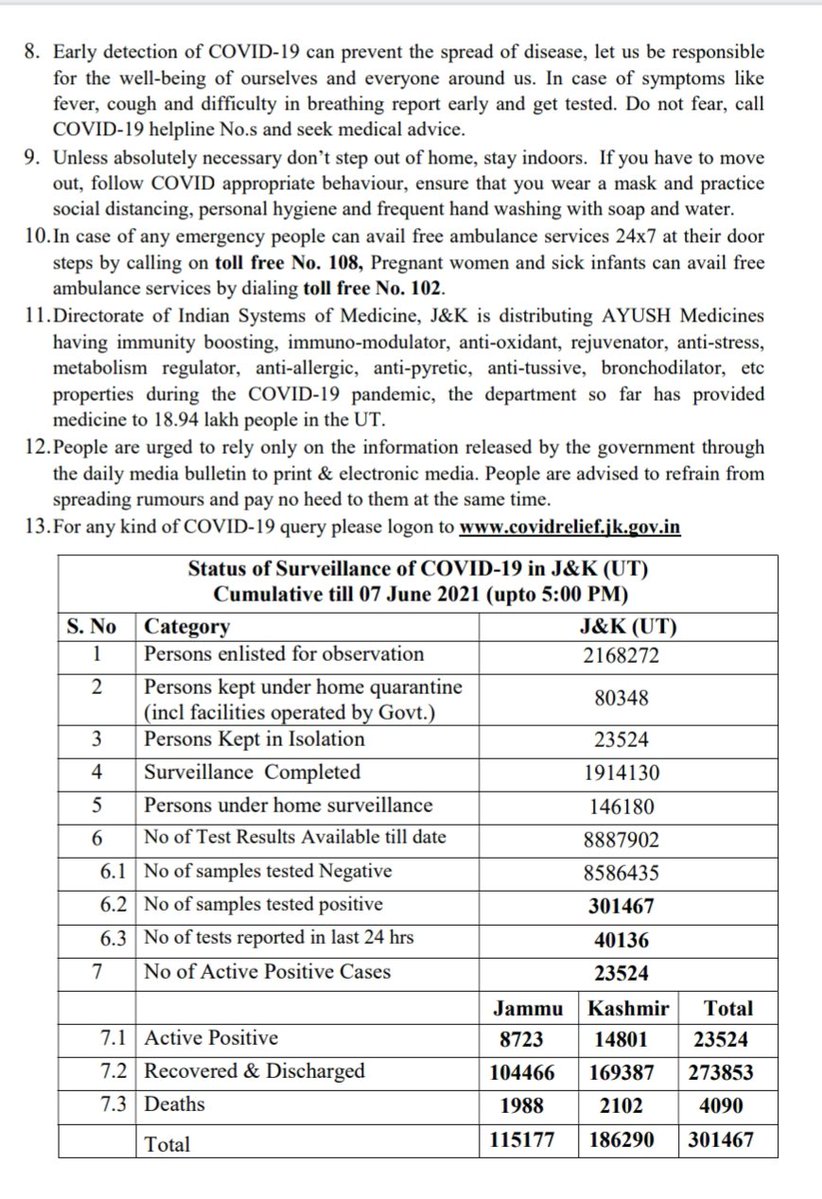 8. Early detection of COVID-19 can prevent the spread of disease, let us be responsible
for the well-being of ourselves and everyone around us. In case of symptoms like
fever, cough and difficulty in breathing report early and get tested. Do not fear, call
COVID-19 helpline No.s and seek medical advice.
9. Unless absolutely necessary don’t step out of home, stay indoors. If you have to move
out, follow COVID appropriate behaviour, ensure that you wear a mask and practice
social distancing, personal hygiene and frequent hand washing with soap and water.
10.In case of any emergency people can avail free ambulance services 24x7 at their door
steps by calling on toll free No. 108, Pregnant women and sick infants can avail free
ambulance services by dialing toll free No. 102.
11.Directorate of Indian Systems of Medicine, J&K is distributing AYUSH Medicines
having immunity boosting, immuno-modulator, anti-oxidant, rejuvenator, anti-stress,
metabolism regulator, anti-allergic, anti-pyretic, anti-tussive, bronchodilator, etc
properties during the COVID-19 pandemic, the department so far has provided
medicine to 18.94 lakh people in the UT.
12.People are urged to rely only on the information released by the government through
the daily media bulletin to print & electronic media. People are advised to refrain from
spreading rumours and pay no heed to them at the same time.
13.For any kind of COVID-19 query please logon to www.covidrelief.jk.gov.in
Status of Surveillance of COVID-19 in J&K (UT)
Cumulative till 07 June 2021 (upto 5:00 PM)
S. No Category J&K (UT)
1 Persons enlisted for observation 2168272
2 Persons kept under home quarantine
(incl facilities operated by Govt.) 80348
3 Persons Kept in Isolation 23524
4 Surveillance Completed 1914130
5 Persons under home surveillance 146180
6 No of Test Results Available till date 8887902
6.1 No of samples tested Negative 8586435
6.2 No of samples tested positive 301467
6.3 No of tests reported in last 24 hrs 40136
7 No of Active Positive Cases 23524
Jammu Kashmir Total
7.1 Active Positive 8723 14801 23524
7.2 Recovered & Discharged 104466 169387 273853
7.3 Deaths 1988 2102 4090
Total 115177 186290 301467